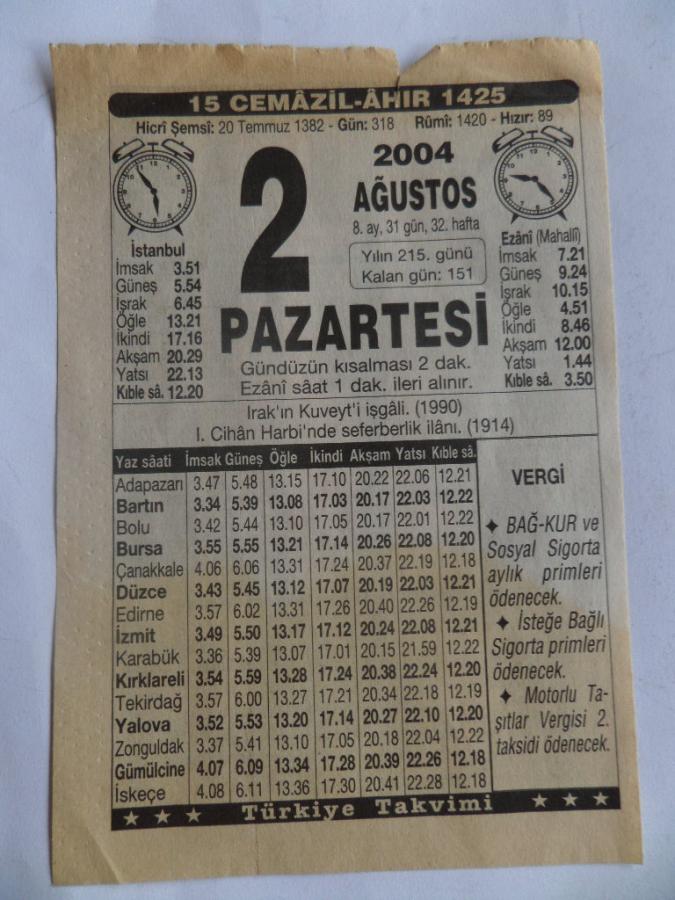 15 CEMÂZİL-ÂHIR 1425
Hicrî Şemsî: 20 Temmuz 1382 - Gün: 318 Rûmî: 1420 - Hızır: 89
2
2004
AĞUSTOS
8. ay, 31 gün, 32. hafta
Yılın 215. günü
Kalan gün: 151
PAZARTESİ
Gündüzün kısalması 2 dak.
Ezânî sâat 1 dak. ileri alınır.
İstanbul
İmsak 3.51
Güneş 5.54
Işrak 6.45
Öğle 13.21
İkindi 17.16
Akşam 20.29
Yatsı 22.13
Kıble sâ. 12.20
Ezânî (Mahallî)
İmsak 7.21
Güneş 9.24
Işrak 10.15
Öğle 4.51
İkindi 8.46
Akşam 12.00
Yatsı 1.44
Kıble sâ. 3.50
Irak'ın Kuveyt'i işgâli. (1990)
I. Cihân Harbi'nde seferberlik ilânı. (1914)
Yaz sâati İmsak Güneş Öğle İkindi Akşam Yatsı Kıble sâ.
Adapazarı 3.47 5.48 13.15 17.10 20.22 22.06 12.21
Bartın 3.34 5.39 13.08 17.03 20.17 22.03 12.22
Bolu 3.42 5.44 13.10 17.05 20.17 22.01 12.22
Bursa 3.55 5.55 13.21 17.14 20.26 22.08 12.20
Çanakkale 4.06 6.06 13.31 17.24 20.37 22.19 12.18
Düzce 3.43 5.45 13.12 17.07 20.19 22.03 12.21
Edirne 3.57 6.02 13.31 17.26 20.40 22.26 12.19
İzmit 3.49 5.50 13.17 17.12 20.24 22.08 12.21
Karabük 3.36 5.39 13.07 17.01 20.15 21.59 12.22
Kırklareli 3.54 5.59 13.28 17.24 20.38 22.24 12.20
Tekirdağ 3.57 6.00 13.27 17.21 20.34 22.18 12.19
Yalova 3.52 5.53 13.20 17.14 20.27 22.10 12.20
Zonguldak 3.37 5.41 13.10 17.05 20.18 22.04 12.22
Gümülcine 4.07 6.09 13.34 17.28 20.39 22.26 12.18
İskeçe 4.08 6.11 13.36 17.30 20.41 22.28 12.18
VERGİ
✦ BAĞ-KUR ve
Sosyal Sigorta
aylık primleri
ödenecek.
✦ İsteğe Bağlı
Sigorta primleri
ödenecek.
✦ Motorlu Ta-
şıtlar Vergisi 2.
taksidi ödenecek.
★ ★ ★ Türkiye Takvimi ★ ★ ★